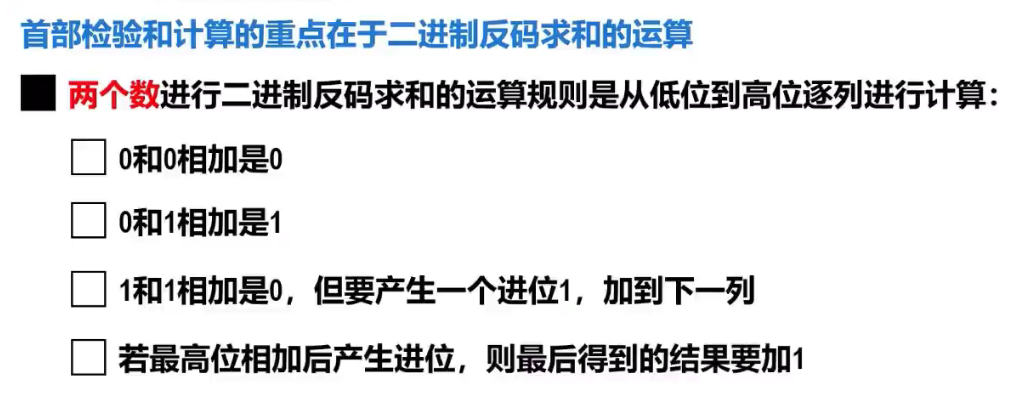 首部检验和计算的重点在于二进制反码求和的运算
两个数进行二进制反码求和的运算规则是从低位到高位逐列进行计算：
0和0相加是0
0和1相加是1
1和1相加是0，但要产生一个进位1，加到下一列
若最高位相加后产生进位，则最后得到的结果要加1